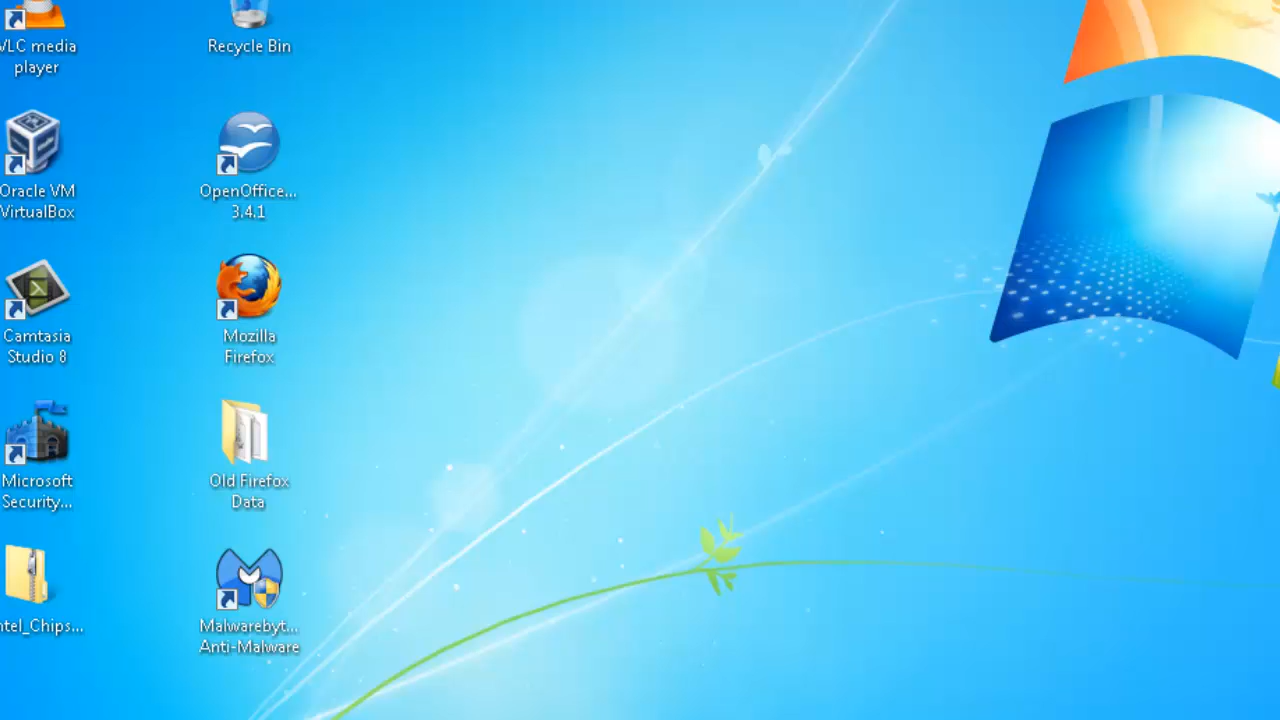 VLC media
player
Recycle Bin
Oracle VM
VirtualBox
OpenOffice...
3.4.1
Camtasia
Studio 8
Mozilla
Firefox
Microsoft
Security...
Old Firefox
Data
ntel_Chips...
Malwarebyt...
Anti-Malware